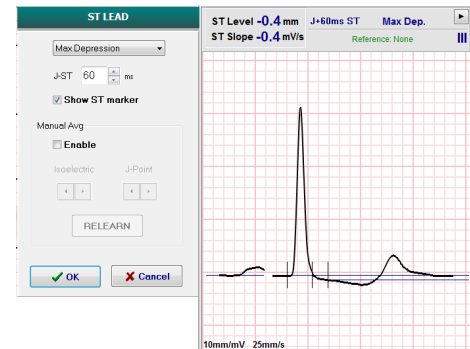 ST LEAD
Max Depression
J-ST 60 ms
Show ST marker
Manual Avg
Enable
Isoelectric J-Point
RELEARN
OK Cancel
ST Level -0.4 mm J+60ms ST Max Dep.
ST Slope -0.4 mV/s Reference: None III
10mm/mV 25mm/s